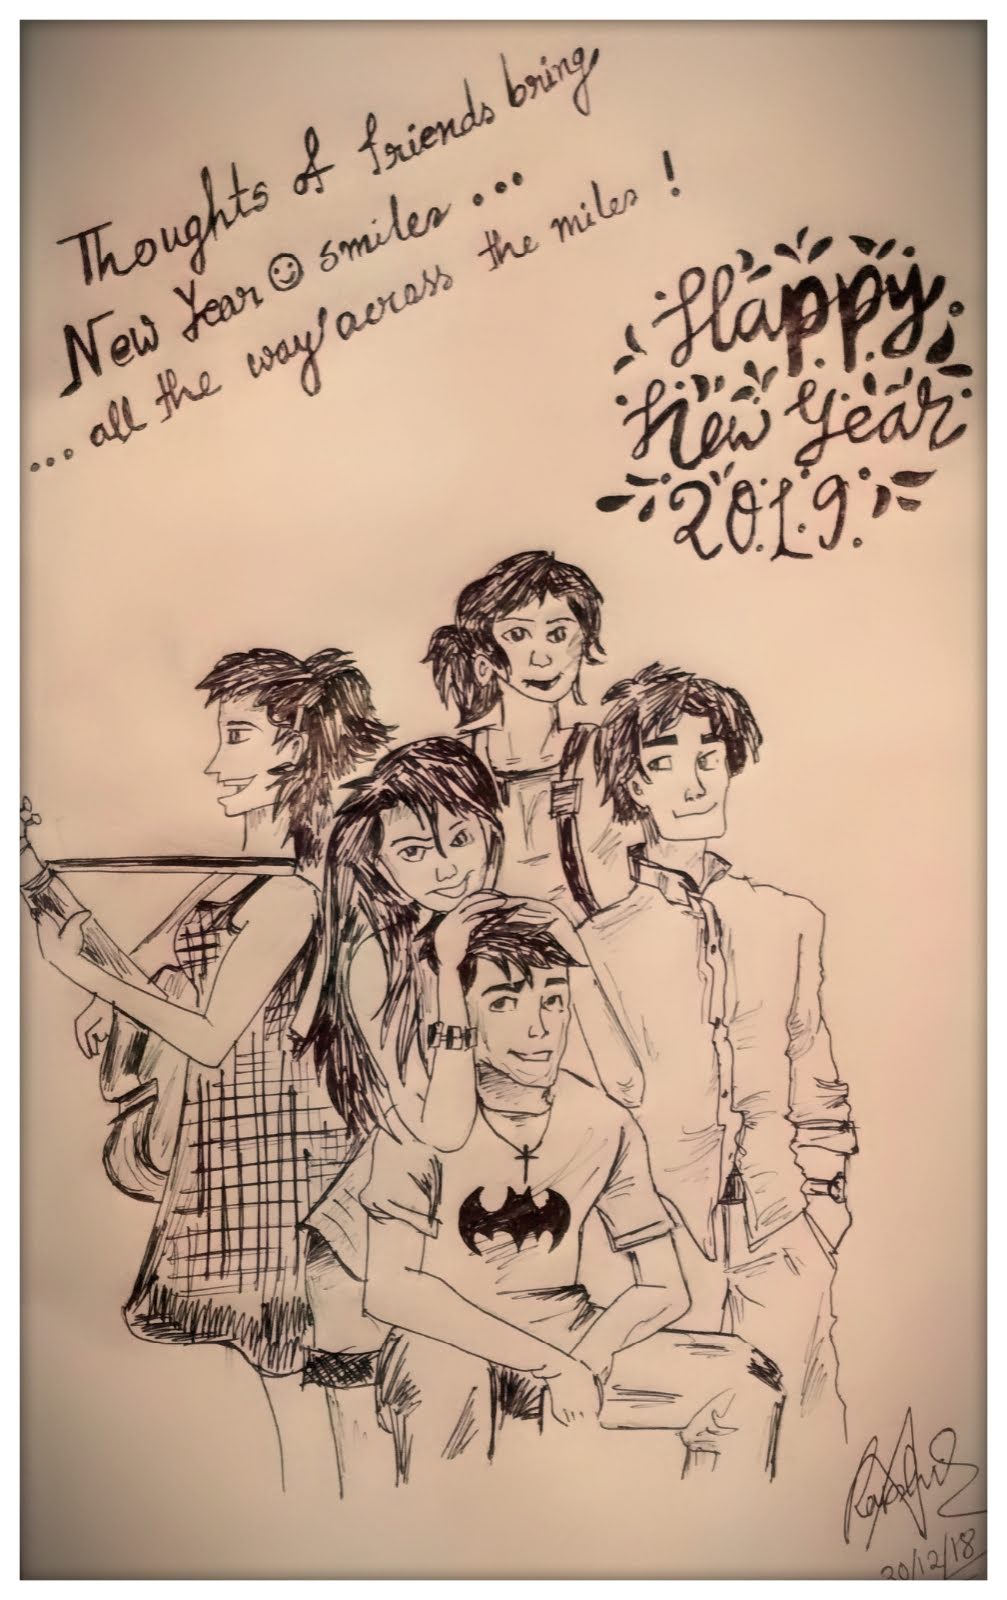 Thoughts of friends bring
New Year smiles ...
... all the way across the miles !
Happy
New Year
2019
30/12/18